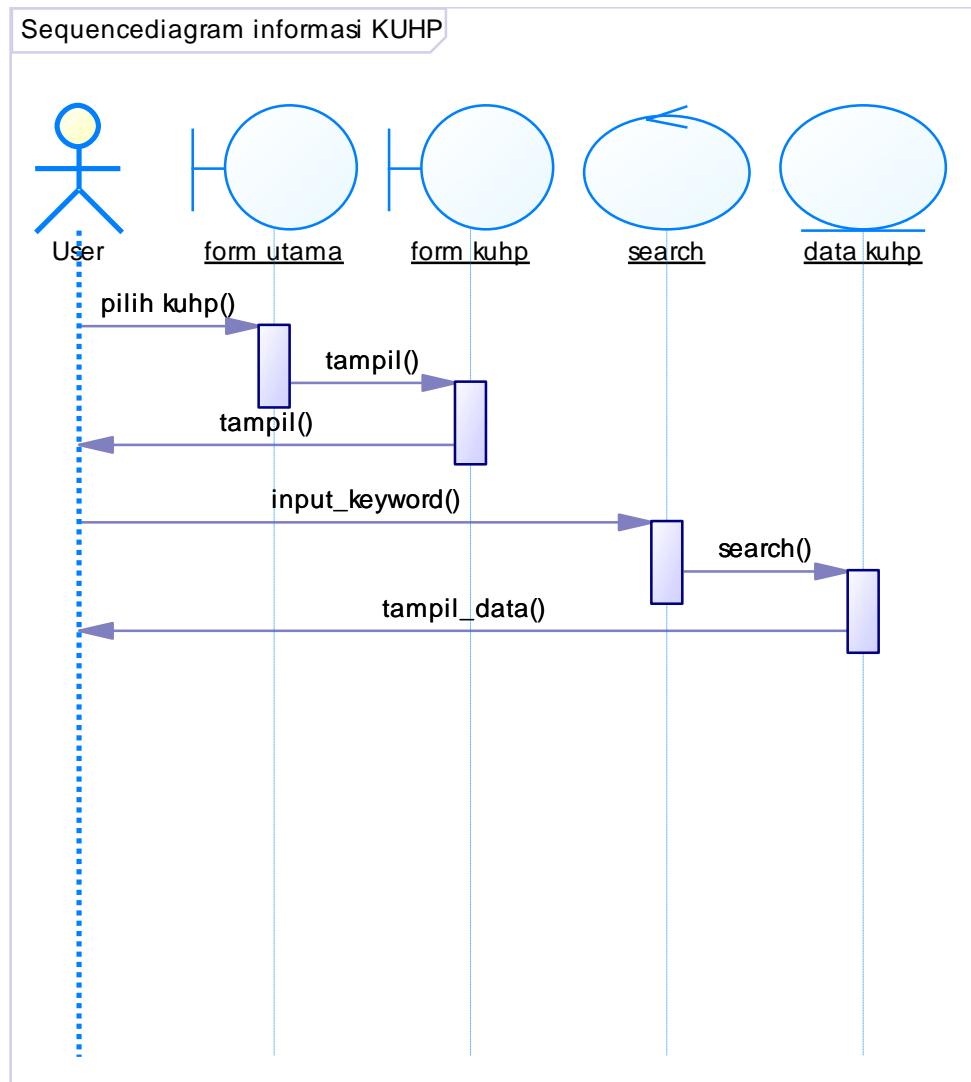 Sequencediagram informasi KUHP
User
form utama
form kuhp
search
data kuhp
pilih kuhp()
tampil()
tampil()
input_keyword()
search()
tampil_data()